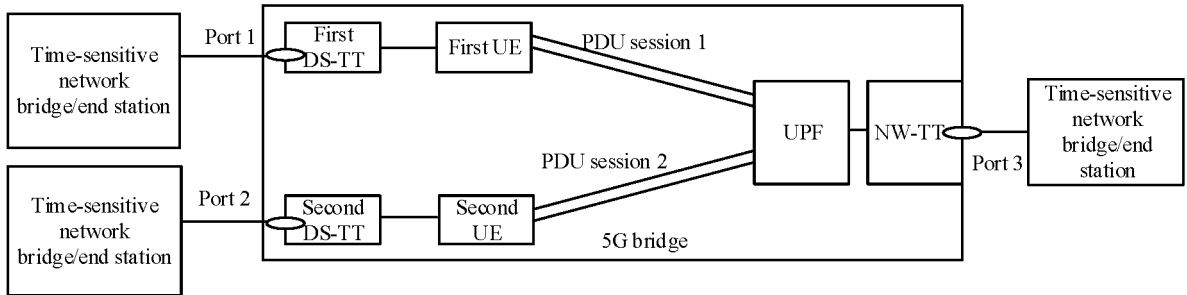 Time-sensitive
network
bridge/end station
Port 1
First
DS-TT
First UE
PDU session 1
UPF
NW-TT
Port 3
Time-sensitive
network
bridge/end
station
Time-sensitive
network
bridge/end station
Port 2
Second
DS-TT
Second
UE
PDU session 2
5G bridge